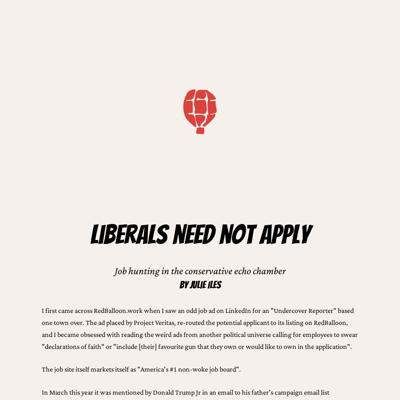 LIBERALS NEED NOT APPLY
Job hunting in the conservative echo chamber
BY JULIE ILES
I first came across RedBalloon.work when I saw an odd job ad on LinkedIn for an "Undercover Reporter" based
one town over. The ad placed by Project Veritas, re-routed the potential applicant to its listing on RedBalloon,
and I became obsessed with reading the weird ads from another political universe calling for employees to swear
"declarations of faith" or "include [their] favourite gun that they own or would like to own in the application".
The job site itself markets itself as "America's #1 non-woke job board".
In March this year it was mentioned by Donald Trump Jr in an email to his father's campaign email list